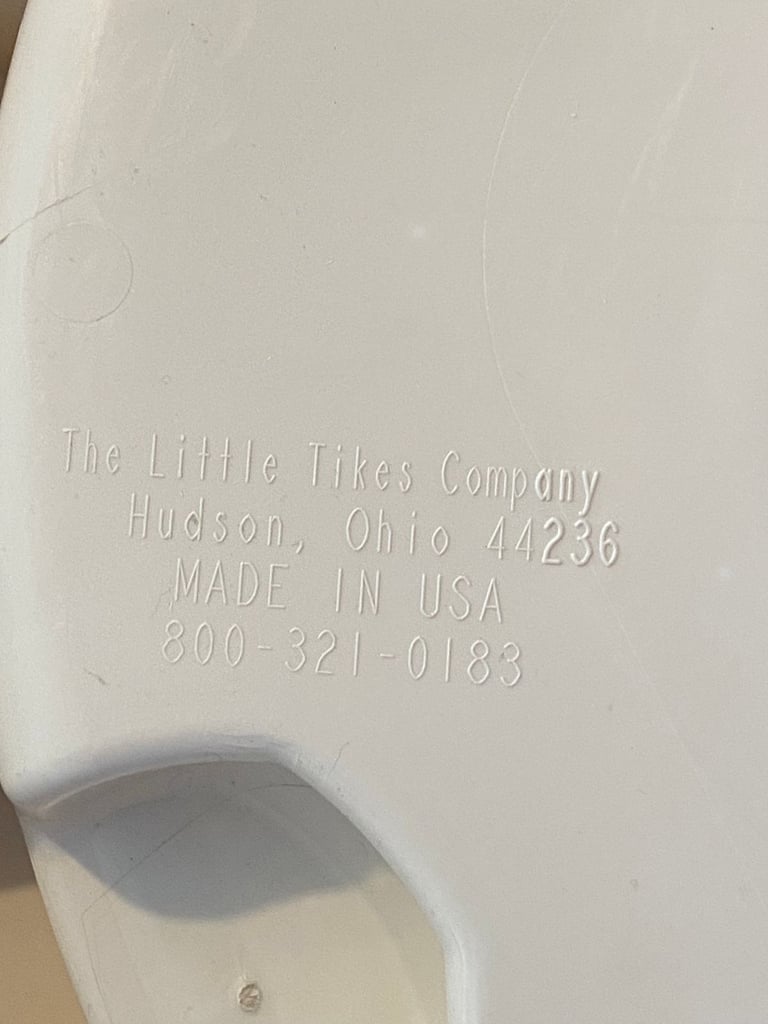 The Little Tikes Company
Hudson, Ohio 44236
MADE IN USA
800-321-0183